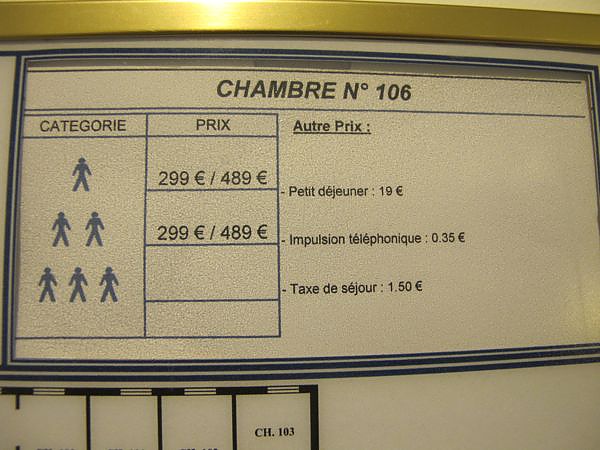 CHAMBRE N° 106
CATEGORIE PRIX Autre Prix :
299 € / 489 €
- Petit déjeuner : 19 €
299 € / 489 €
- Impulsion téléphonique : 0.35 €
- Taxe de séjour : 1.50 €
CH. 103